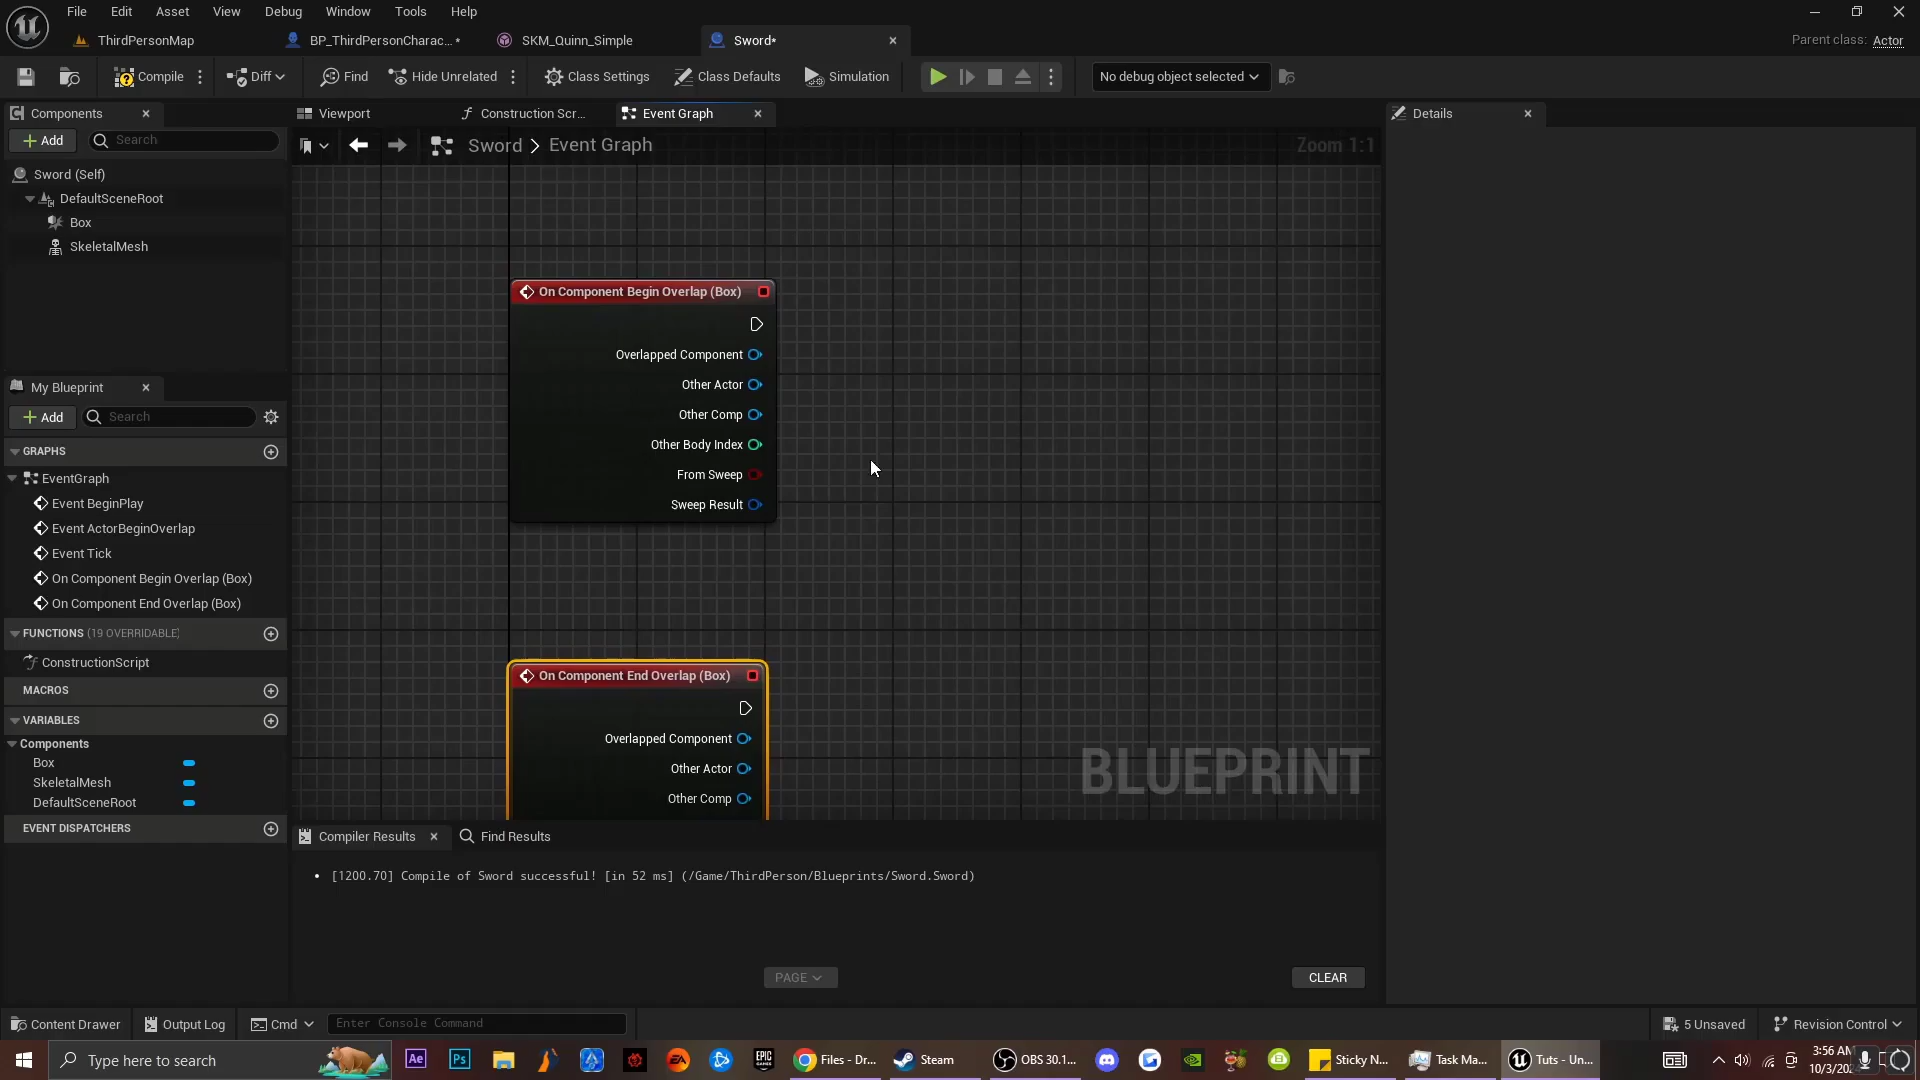 File Edit Asset View Debug Window Tools Help
ThirdPersonMap BP_ThirdPersonCharac...* SKM_Quinn_Simple Sword*
Parent class: Actor
Compile Diff Find Hide Unrelated Class Settings Class Defaults Simulation No debug object selected
Components
Viewport Construction Scr... Event Graph
Details
Add Search
Sword > Event Graph Zoom 1:1
Sword (Self)
DefaultSceneRoot
Box
SkeletalMesh
On Component Begin Overlap (Box)
Overlapped Component
Other Actor
Other Comp
Other Body Index
From Sweep
Sweep Result
My Blueprint
Add Search
GRAPHS
EventGraph
Event BeginPlay
Event ActorBeginOverlap
Event Tick
On Component Begin Overlap (Box)
On Component End Overlap (Box)
FUNCTIONS (19 OVERRIDABLE)
ConstructionScript
MACROS
VARIABLES
Components
Box
SkeletalMesh
DefaultSceneRoot
EVENT DISPATCHERS
On Component End Overlap (Box)
Overlapped Component
Other Actor
Other Comp
BLUEPRINT
Compiler Results Find Results
• [1200.70] Compile of Sword successful! [in 52 ms] (/Game/ThirdPerson/Blueprints/Sword.Sword)
PAGE CLEAR
Content Drawer Output Log Cmd Enter Console Command 5 Unsaved Revision Control
Type here to search Ae Ps EA EPIC GAMES Files - Dr... Steam OBS 30.1... Sticky N... Task Ma... Tuts - Un...
3:56 AM